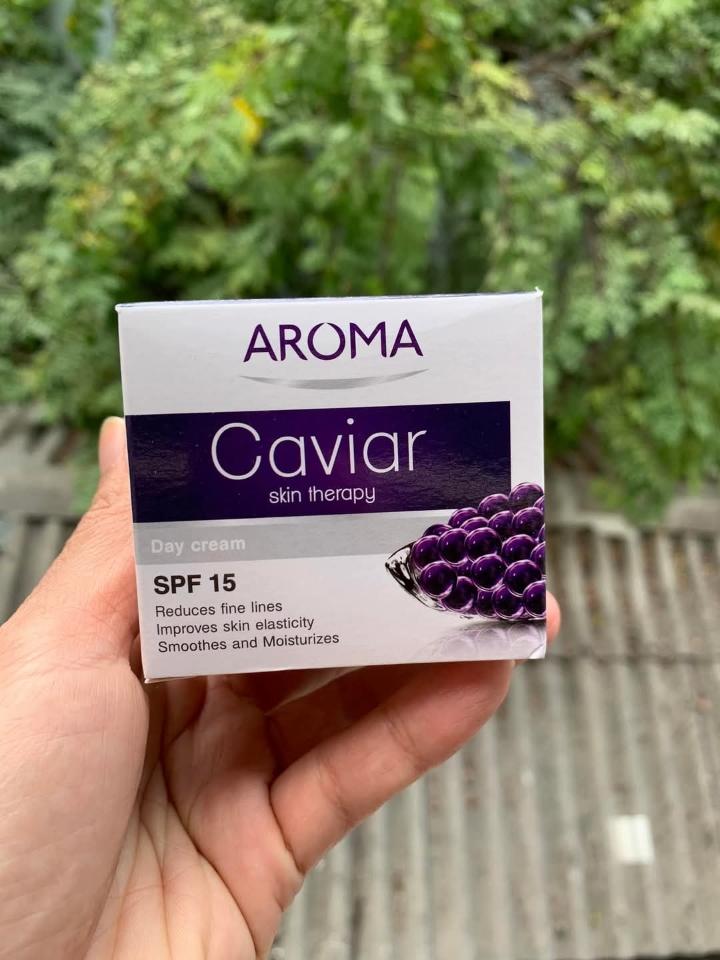 AROMA
Caviar
skin therapy
Day cream
SPF 15
Reduces fine lines
Improves skin elasticity
Smoothes and Moisturizes